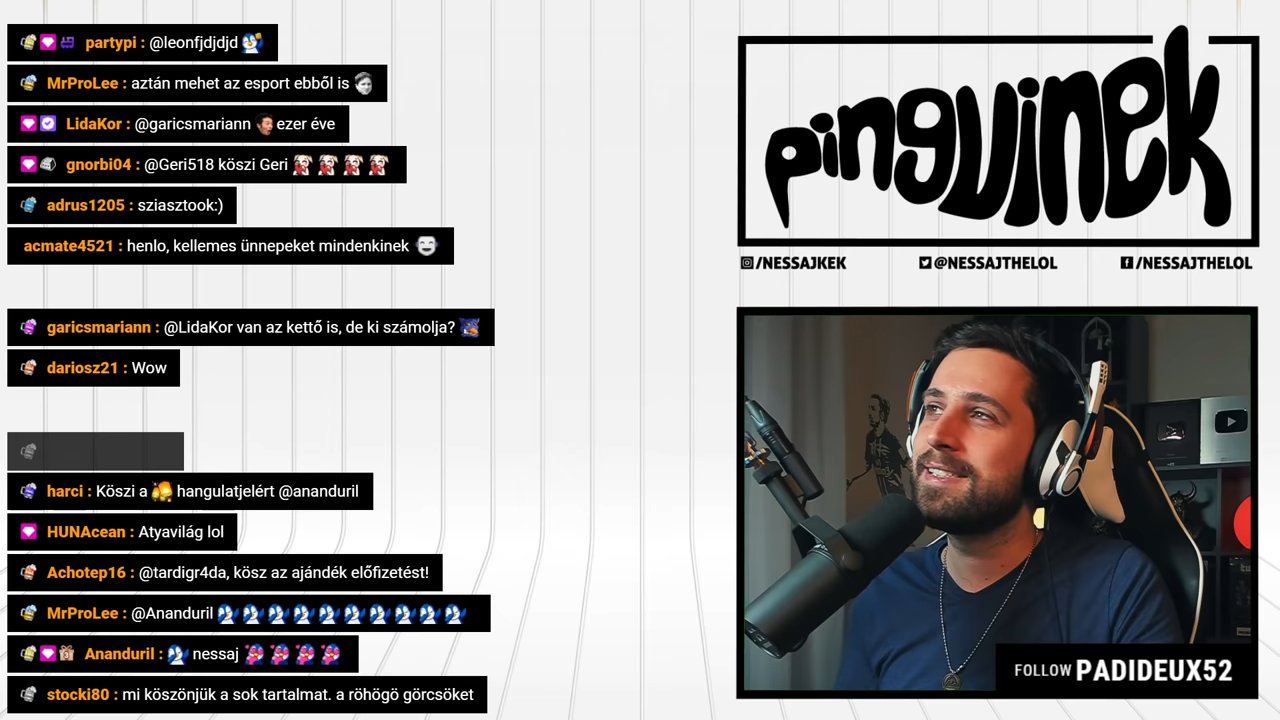 partypi : @leonfjdjdjd
MrProLee : aztán mehet az esport ebből is
LidaKor : @garicsmariann ezer éve
gnorbi04 : @Geri518 köszi Geri
adrus1205 : sziasztook:)
acmate4521 : henlo, kellemes ünnepeket mindenkinek
garicsmariann : @LidaKor van az kettő is, de ki számolja?
dariosz21 : Wow
harci : Köszi a hangulatjelért @ananduril
HUNAcean : Atyavilág lol
Achotep16 : @tardigr4da, kösz az ajándék előfizetést!
MrProLee : @Ananduril
Ananduril : nessaj
stocki80 : mi köszönjük a sok tartalmat. a röhögö görcsöket
pingvinek
/NESSAJKEK @NESSAJTHELOL /NESSAJTHELOL
FOLLOW PADIDEUX52